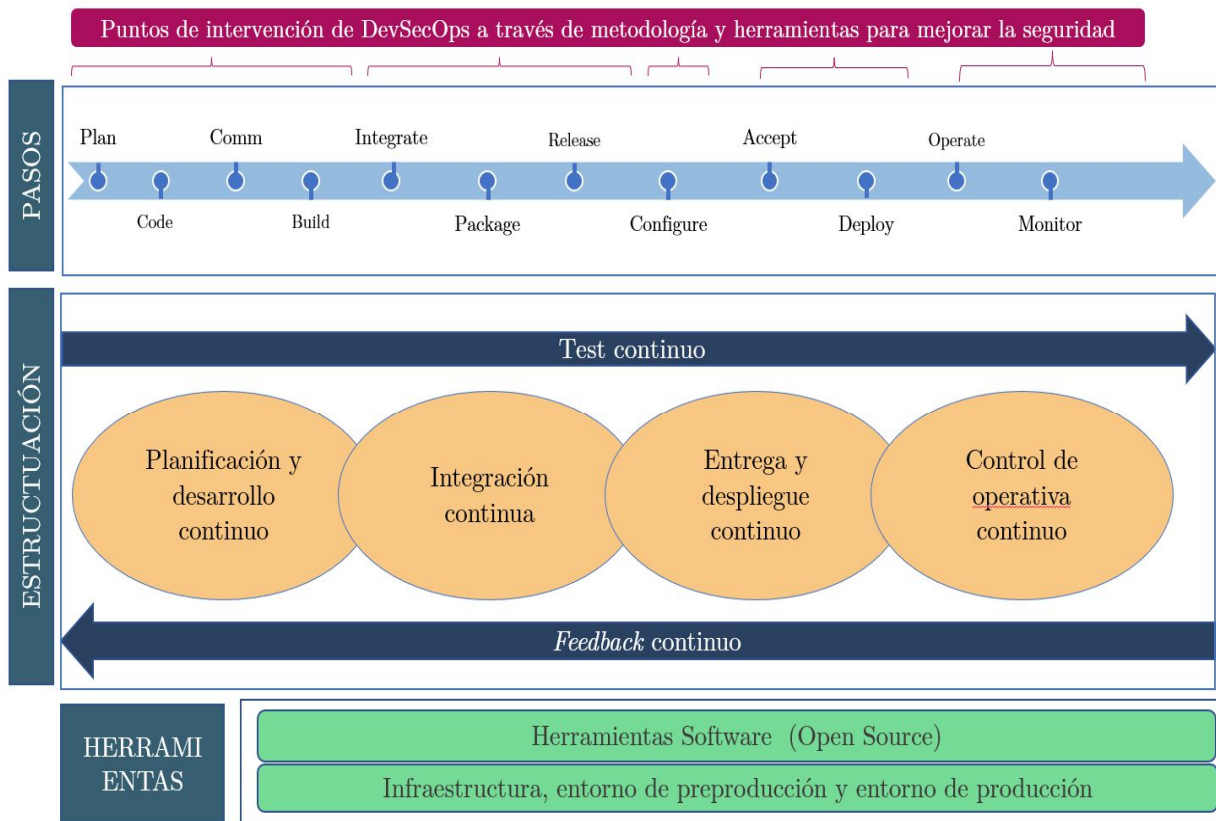 Puntos de intervención de DevSecOps a través de metodología y herramientas para mejorar la seguridad
PASOS
Plan
Comm
Integrate
Release
Accept
Operate
Code
Build
Package
Configure
Deploy
Monitor
ESTRUCTUACIÓN
Test continuo
Planificación y
desarrollo
continuo
Integración
continua
Entrega y
despliegue
continuo
Control de
operativa
continuo
Feedback continuo
HERRAMI
ENTAS
Herramientas Software (Open Source)
Infraestructura, entorno de preproducción y entorno de producción